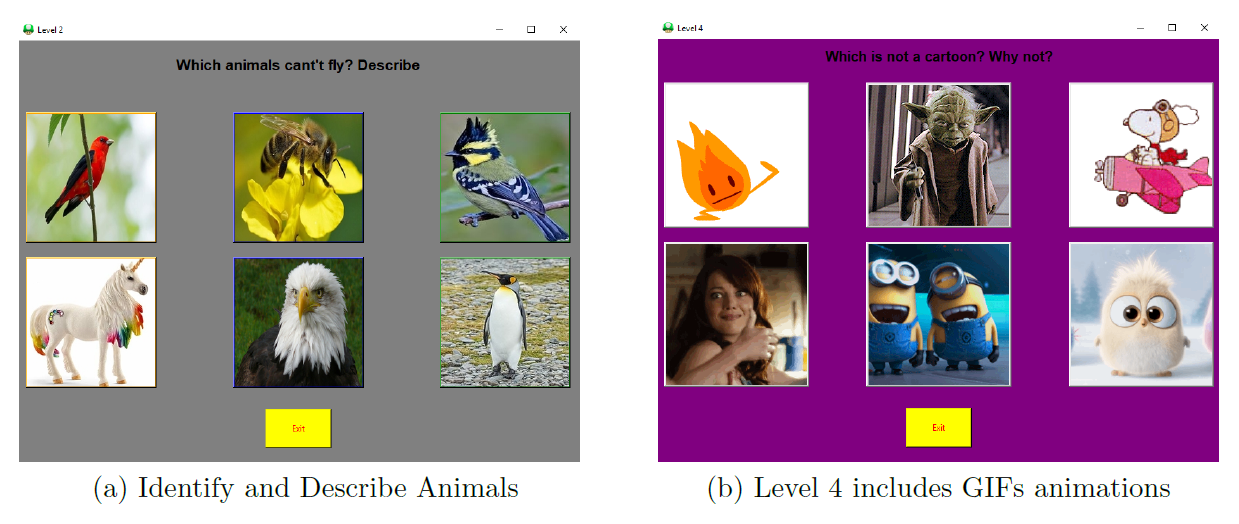 Level 2
Which animals cant't fly? Describe
Exit
(a) Identify and Describe Animals
Level 4
Which is not a cartoon? Why not?
Exit
(b) Level 4 includes GIFs animations